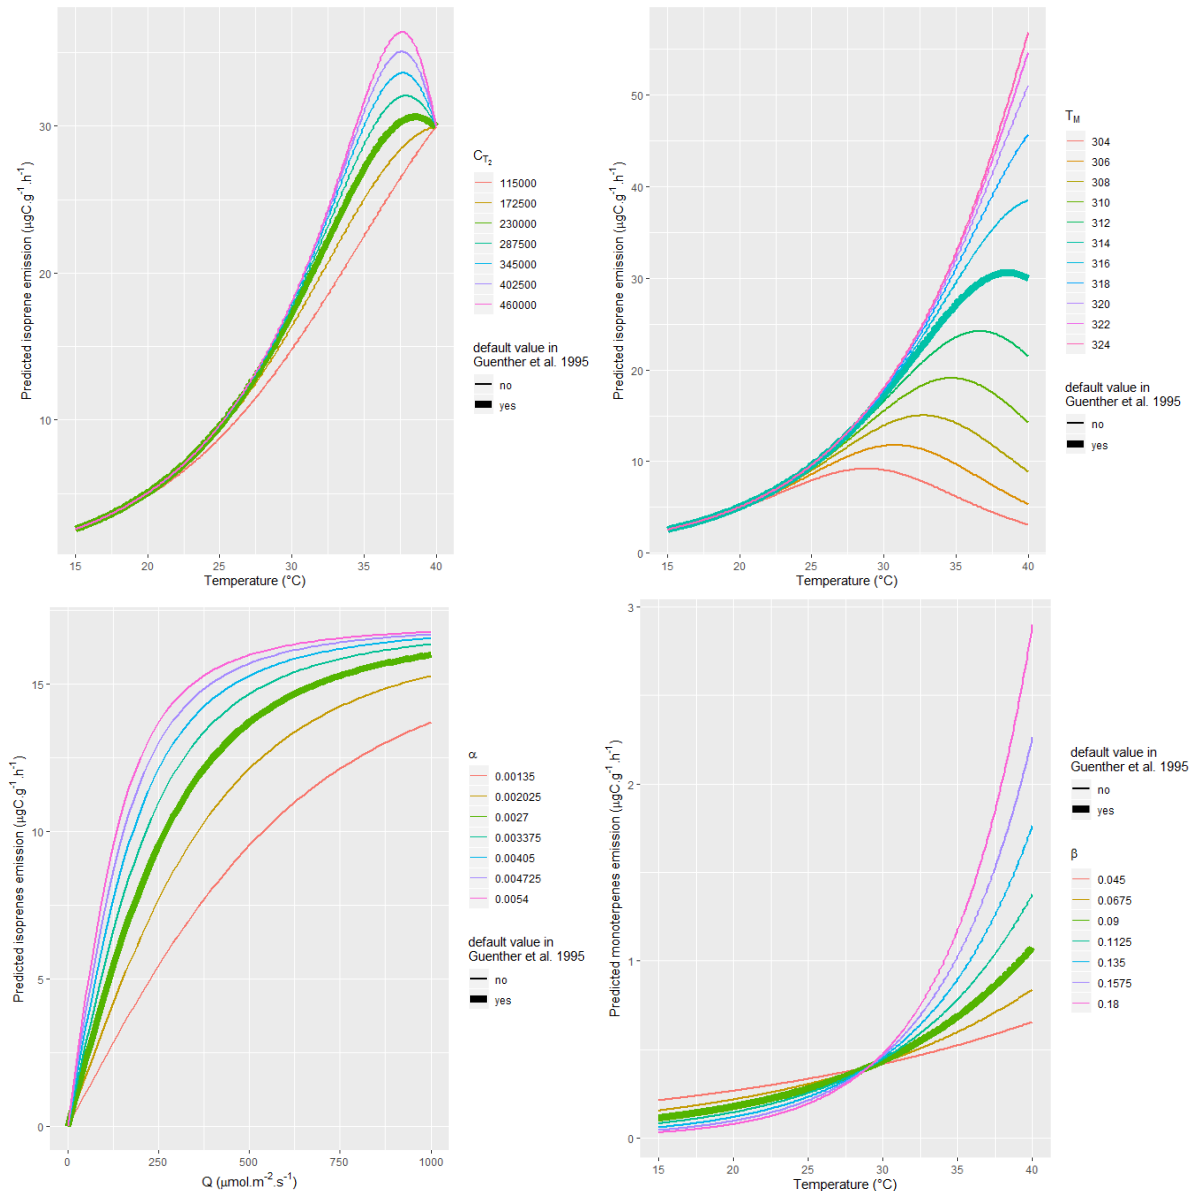 Predicted isoprene emission (μgC.g⁻¹.h⁻¹)
30
20
10
15
20
25
30
35
40
Temperature (°C)
C_T₂
115000
172500
230000
287500
345000
402500
460000
default value in
Guenther et al. 1995
no
yes
Predicted isoprene emission (μgC.g⁻¹.h⁻¹)
50
40
30
20
10
0
15
20
25
30
35
40
Temperature (°C)
T_M
304
306
308
310
312
314
316
318
320
322
324
default value in
Guenther et al. 1995
no
yes
Predicted isoprenes emission (μgC.g⁻¹.h⁻¹)
15
10
5
0
0
250
500
750
1000
Q (μmol.m⁻².s⁻¹)
α
0.00135
0.002025
0.0027
0.003375
0.00405
0.004725
0.0054
default value in
Guenther et al. 1995
no
yes
Predicted monoterpenes emission (μgC.g⁻¹.h⁻¹)
3
2
1
0
15
20
25
30
35
40
Temperature (°C)
default value in
Guenther et al. 1995
no
yes
β
0.045
0.0675
0.09
0.1125
0.135
0.1575
0.18